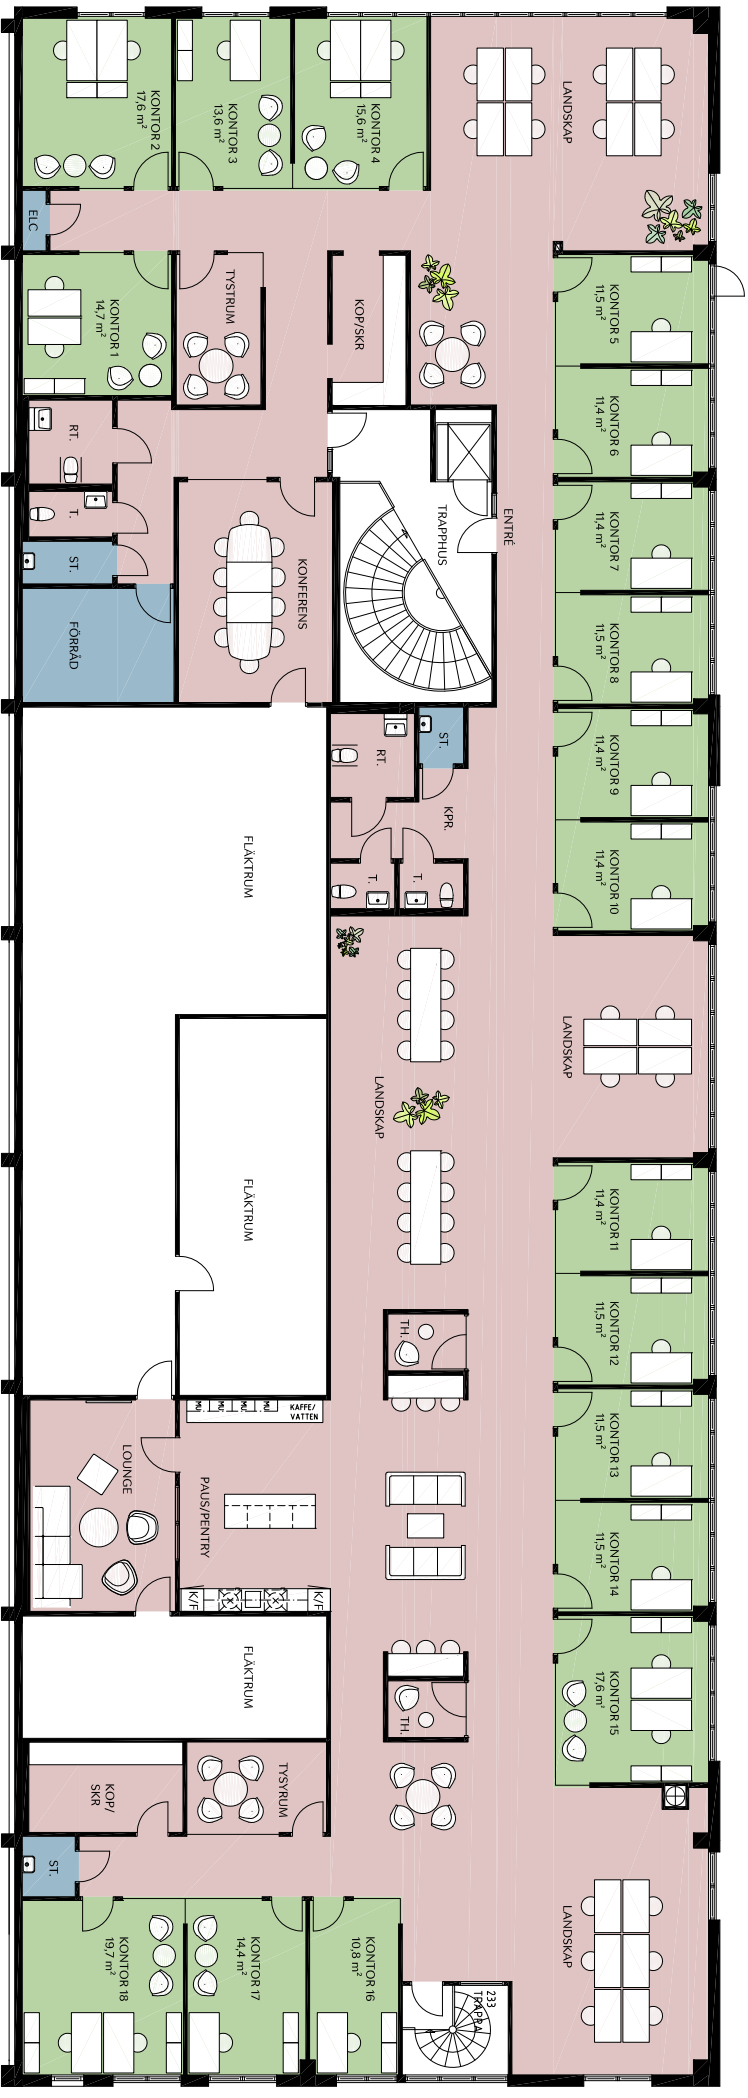 KONTOR 2
17,6 m²
KONTOR 3
13,6 m²
KONTOR 4
15,6 m²
LANDSKAP
ELC
KONTOR 1
14,7 m²
TYSTRUM
KOP/SKR
KONTOR 5
11,5 m²
RT.
KONTOR 6
11,4 m²
T.
ST.
FÖRRÅD
KONFERENS
TRAPPHUS
ENTRÉ
KONTOR 7
11,4 m²
KONTOR 8
11,5 m²
RT.
ST.
KPR.
T.
T.
KONTOR 9
11,4 m²
KONTOR 10
11,4 m²
FLÄKTRUM
LANDSKAP
LANDSKAP
FLÄKTRUM
KONTOR 11
11,4 m²
KONTOR 12
11,5 m²
TH.
MU
MU
MU
MU
KAFFE/
VATTEN
LOUNGE
PAUS/PENTRY
KONTOR 13
11,5 m²
KONTOR 14
11,5 m²
K/F
K/F
FLÄKTRUM
TH.
KONTOR 15
17,6 m²
KOP/
SKR
TYSYRUM
ST.
LANDSKAP
KONTOR 18
19,7 m²
KONTOR 17
14,4 m²
KONTOR 16
10,8 m²
233
TRAPPA